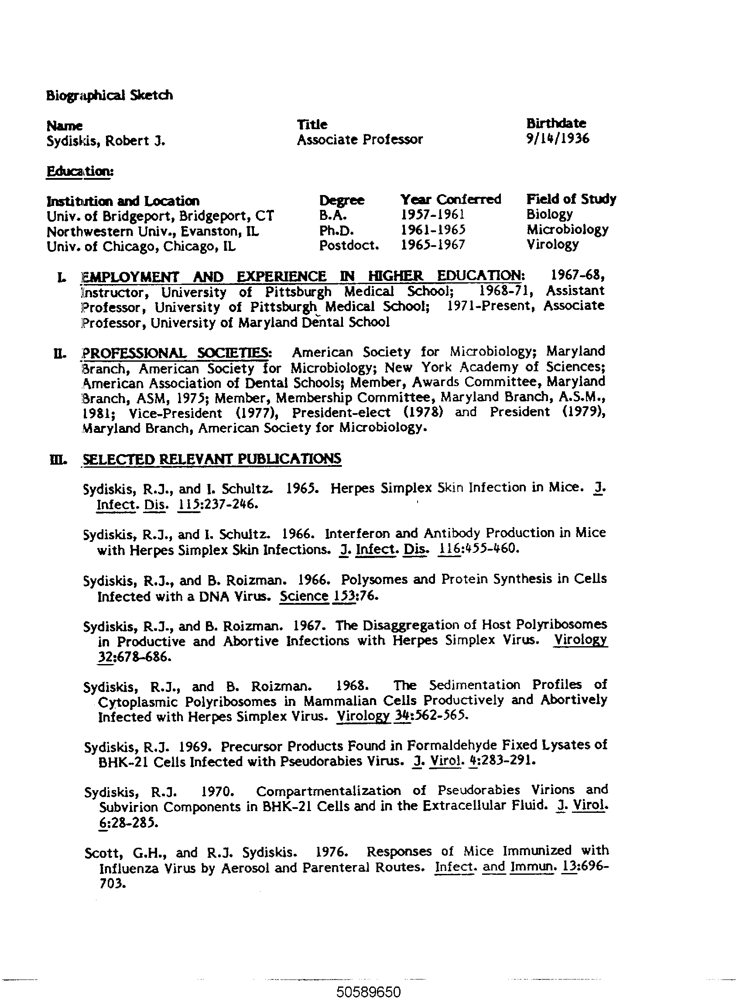 Biographical Sketch
Name Title Birthdate
Sydiskis, Robert J. Associate Professor 9/14/1936
Education:
Institution and Location Degree Year Conferred Field of Study
Univ. of Bridgeport, Bridgeport, CT B.A. 1957-1961 Biology
Northwestern Univ., Evanston, IL Ph.D. 1961-1965 Microbiology
Univ. of Chicago, Chicago, IL Postdoct. 1965-1967 Virology
I. EMPLOYMENT AND EXPERIENCE IN HIGHER EDUCATION: 1967-68,
Instructor, University of Pittsburgh Medical School; 1968-71, Assistant
Professor, University of Pittsburgh Medical School; 1971-Present, Associate
Professor, University of Maryland Dental School
II. PROFESSIONAL SOCIETIES: American Society for Microbiology; Maryland
Branch, American Society for Microbiology; New York Academy of Sciences;
American Association of Dental Schools; Member, Awards Committee, Maryland
Branch, ASM, 1975; Member, Membership Committee, Maryland Branch, A.S.M.,
1981; Vice-President (1977), President-elect (1978) and President (1979),
Maryland Branch, American Society for Microbiology.
III. SELECTED RELEVANT PUBLICATIONS
Sydiskis, R.J., and I. Schultz. 1965. Herpes Simplex Skin Infection in Mice. J.
Infect. Dis. 115:237-246.
Sydiskis, R.J., and I. Schultz. 1966. Interferon and Antibody Production in Mice
with Herpes Simplex Skin Infections. J. Infect. Dis. 116:455-460.
Sydiskis, R.J., and B. Roizman. 1966. Polysomes and Protein Synthesis in Cells
Infected with a DNA Virus. Science 153:76.
Sydiskis, R.J., and B. Roizman. 1967. The Disaggregation of Host Polyribosomes
in Productive and Abortive Infections with Herpes Simplex Virus. Virology
32:678-686.
Sydiskis, R.J., and B. Roizman. 1968. The Sedimentation Profiles of
Cytoplasmic Polyribosomes in Mammalian Cells Productively and Abortively
Infected with Herpes Simplex Virus. Virology 34:562-565.
Sydiskis, R.J. 1969. Precursor Products Found in Formaldehyde Fixed Lysates of
BHK-21 Cells Infected with Pseudorabies Virus. J. Virol. 4:283-291.
Sydiskis, R.J. 1970. Compartmentalization of Pseudorabies Virions and
Subvirion Components in BHK-21 Cells and in the Extracellular Fluid. J. Virol.
6:28-285.
Scott, G.H., and R.J. Sydiskis. 1976. Responses of Mice Immunized with
Influenza Virus by Aerosol and Parenteral Routes. Infect. and Immun. 13:696-
703.
50589650